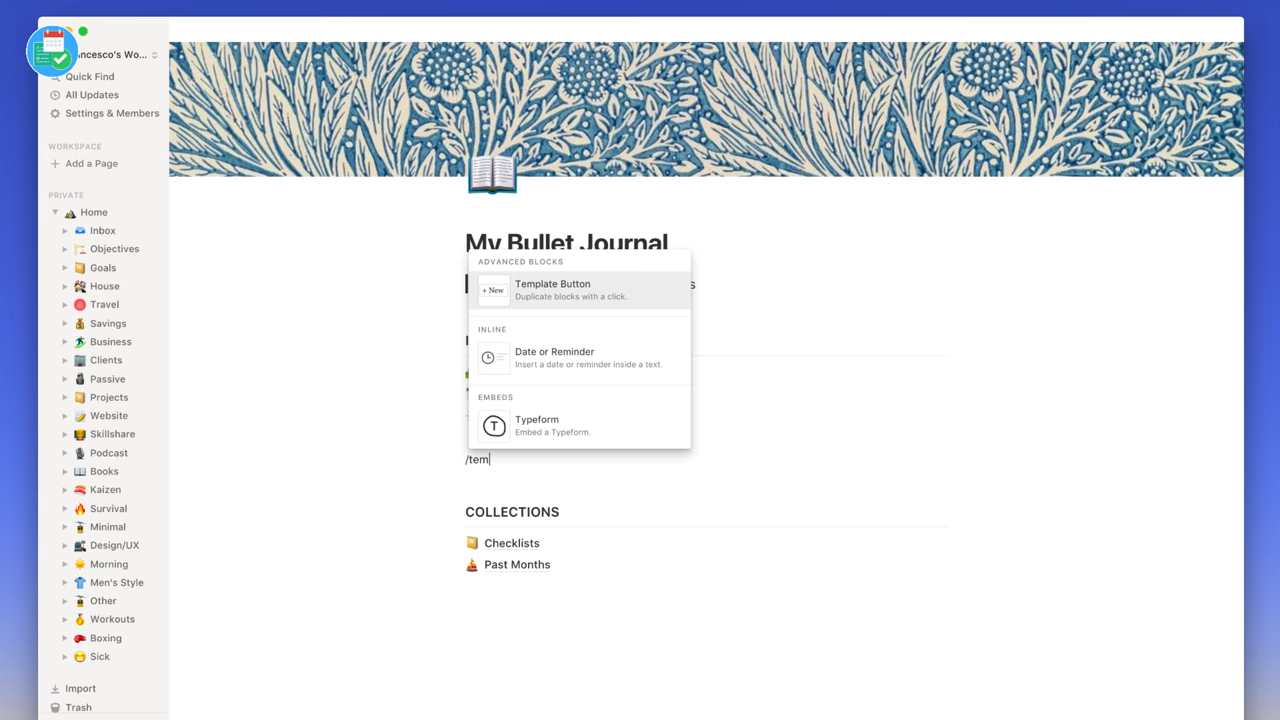 ncesco's Wo...
Quick Find
All Updates
Settings & Members
WORKSPACE
Add a Page
PRIVATE
Home
Inbox
Objectives
Goals
House
Travel
Savings
Business
Clients
Passive
Projects
Website
Skillshare
Podcast
Books
Kaizen
Survival
Minimal
Design/UX
Morning
Men's Style
Other
Workouts
Boxing
Sick
Import
Trash
My Bullet Journal
ADVANCED BLOCKS
+ New
Template Button
Duplicate blocks with a click.
INLINE
Date or Reminder
Insert a date or reminder inside a text.
EMBEDS
T
Typeform
Embed a Typeform.
/tem
COLLECTIONS
Checklists
Past Months